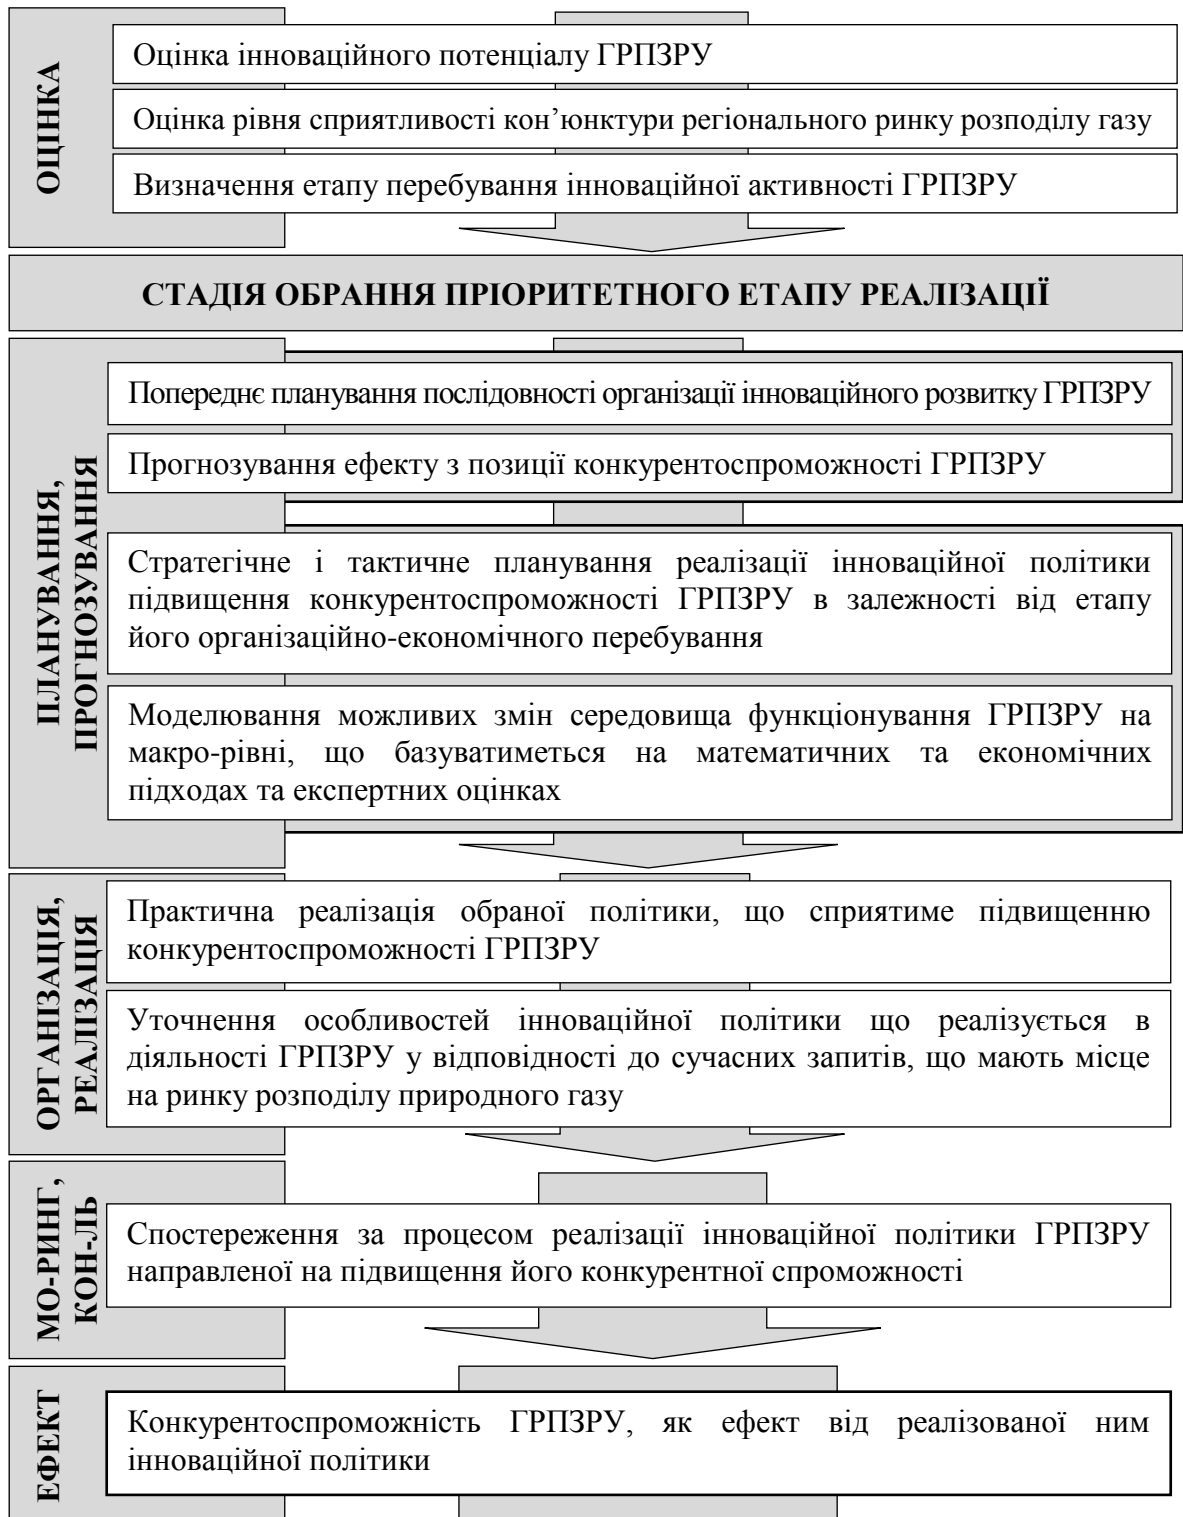 ОЦІНКА
Оцінка інноваційного потенціалу ГРПЗРУ
Оцінка рівня сприятливості кон’юнктури регіонального ринку розподілу газу
Визначення етапу перебування інноваційної активності ГРПЗРУ
СТАДІЯ ОБРАННЯ ПРІОРИТЕТНОГО ЕТАПУ РЕАЛІЗАЦІЇ
ПЛАНУВАННЯ,
ПРОГНОЗУВАННЯ
Попереднє планування послідовності організації інноваційного розвитку ГРПЗРУ
Прогнозування ефекту з позиції конкурентоспроможності ГРПЗРУ
Стратегічне і тактичне планування реалізації інноваційної політики
підвищення конкурентоспроможності ГРПЗРУ в залежності від етапу
його організаційно-економічного перебування
Моделювання можливих змін середовища функціонування ГРПЗРУ на
макро-рівні, що базуватиметься на математичних та економічних
підходах та експертних оцінках
ОРГАНІЗАЦІЯ,
РЕАЛІЗАЦІЯ
Практична реалізація обраної політики, що сприятиме підвищенню
конкурентоспроможності ГРПЗРУ
Уточнення особливостей інноваційної політики що реалізується в
діяльності ГРПЗРУ у відповідності до сучасних запитів, що мають місце
на ринку розподілу природного газу
МО-РИНГ,
КОН-ЛЬ
Спостереження за процесом реалізації інноваційної політики ГРПЗРУ
направленої на підвищення його конкурентної спроможності
ЕФЕКТ
Конкурентоспроможність ГРПЗРУ, як ефект від реалізованої ним
інноваційної політики